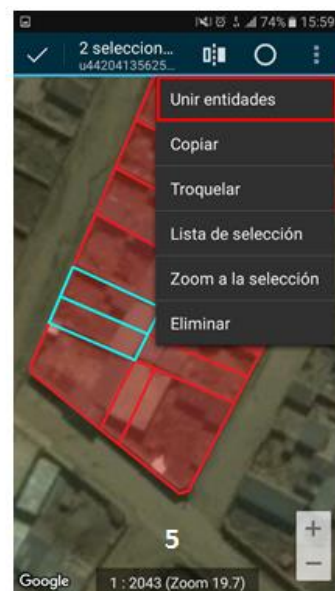 74% 15:59
2 seleccion...
u44204135625...
Unir entidades
Copiar
Troquelar
Lista de selección
Zoom a la selección
Eliminar
5
+
−
Google
1 : 2043 (Zoom 19.7)